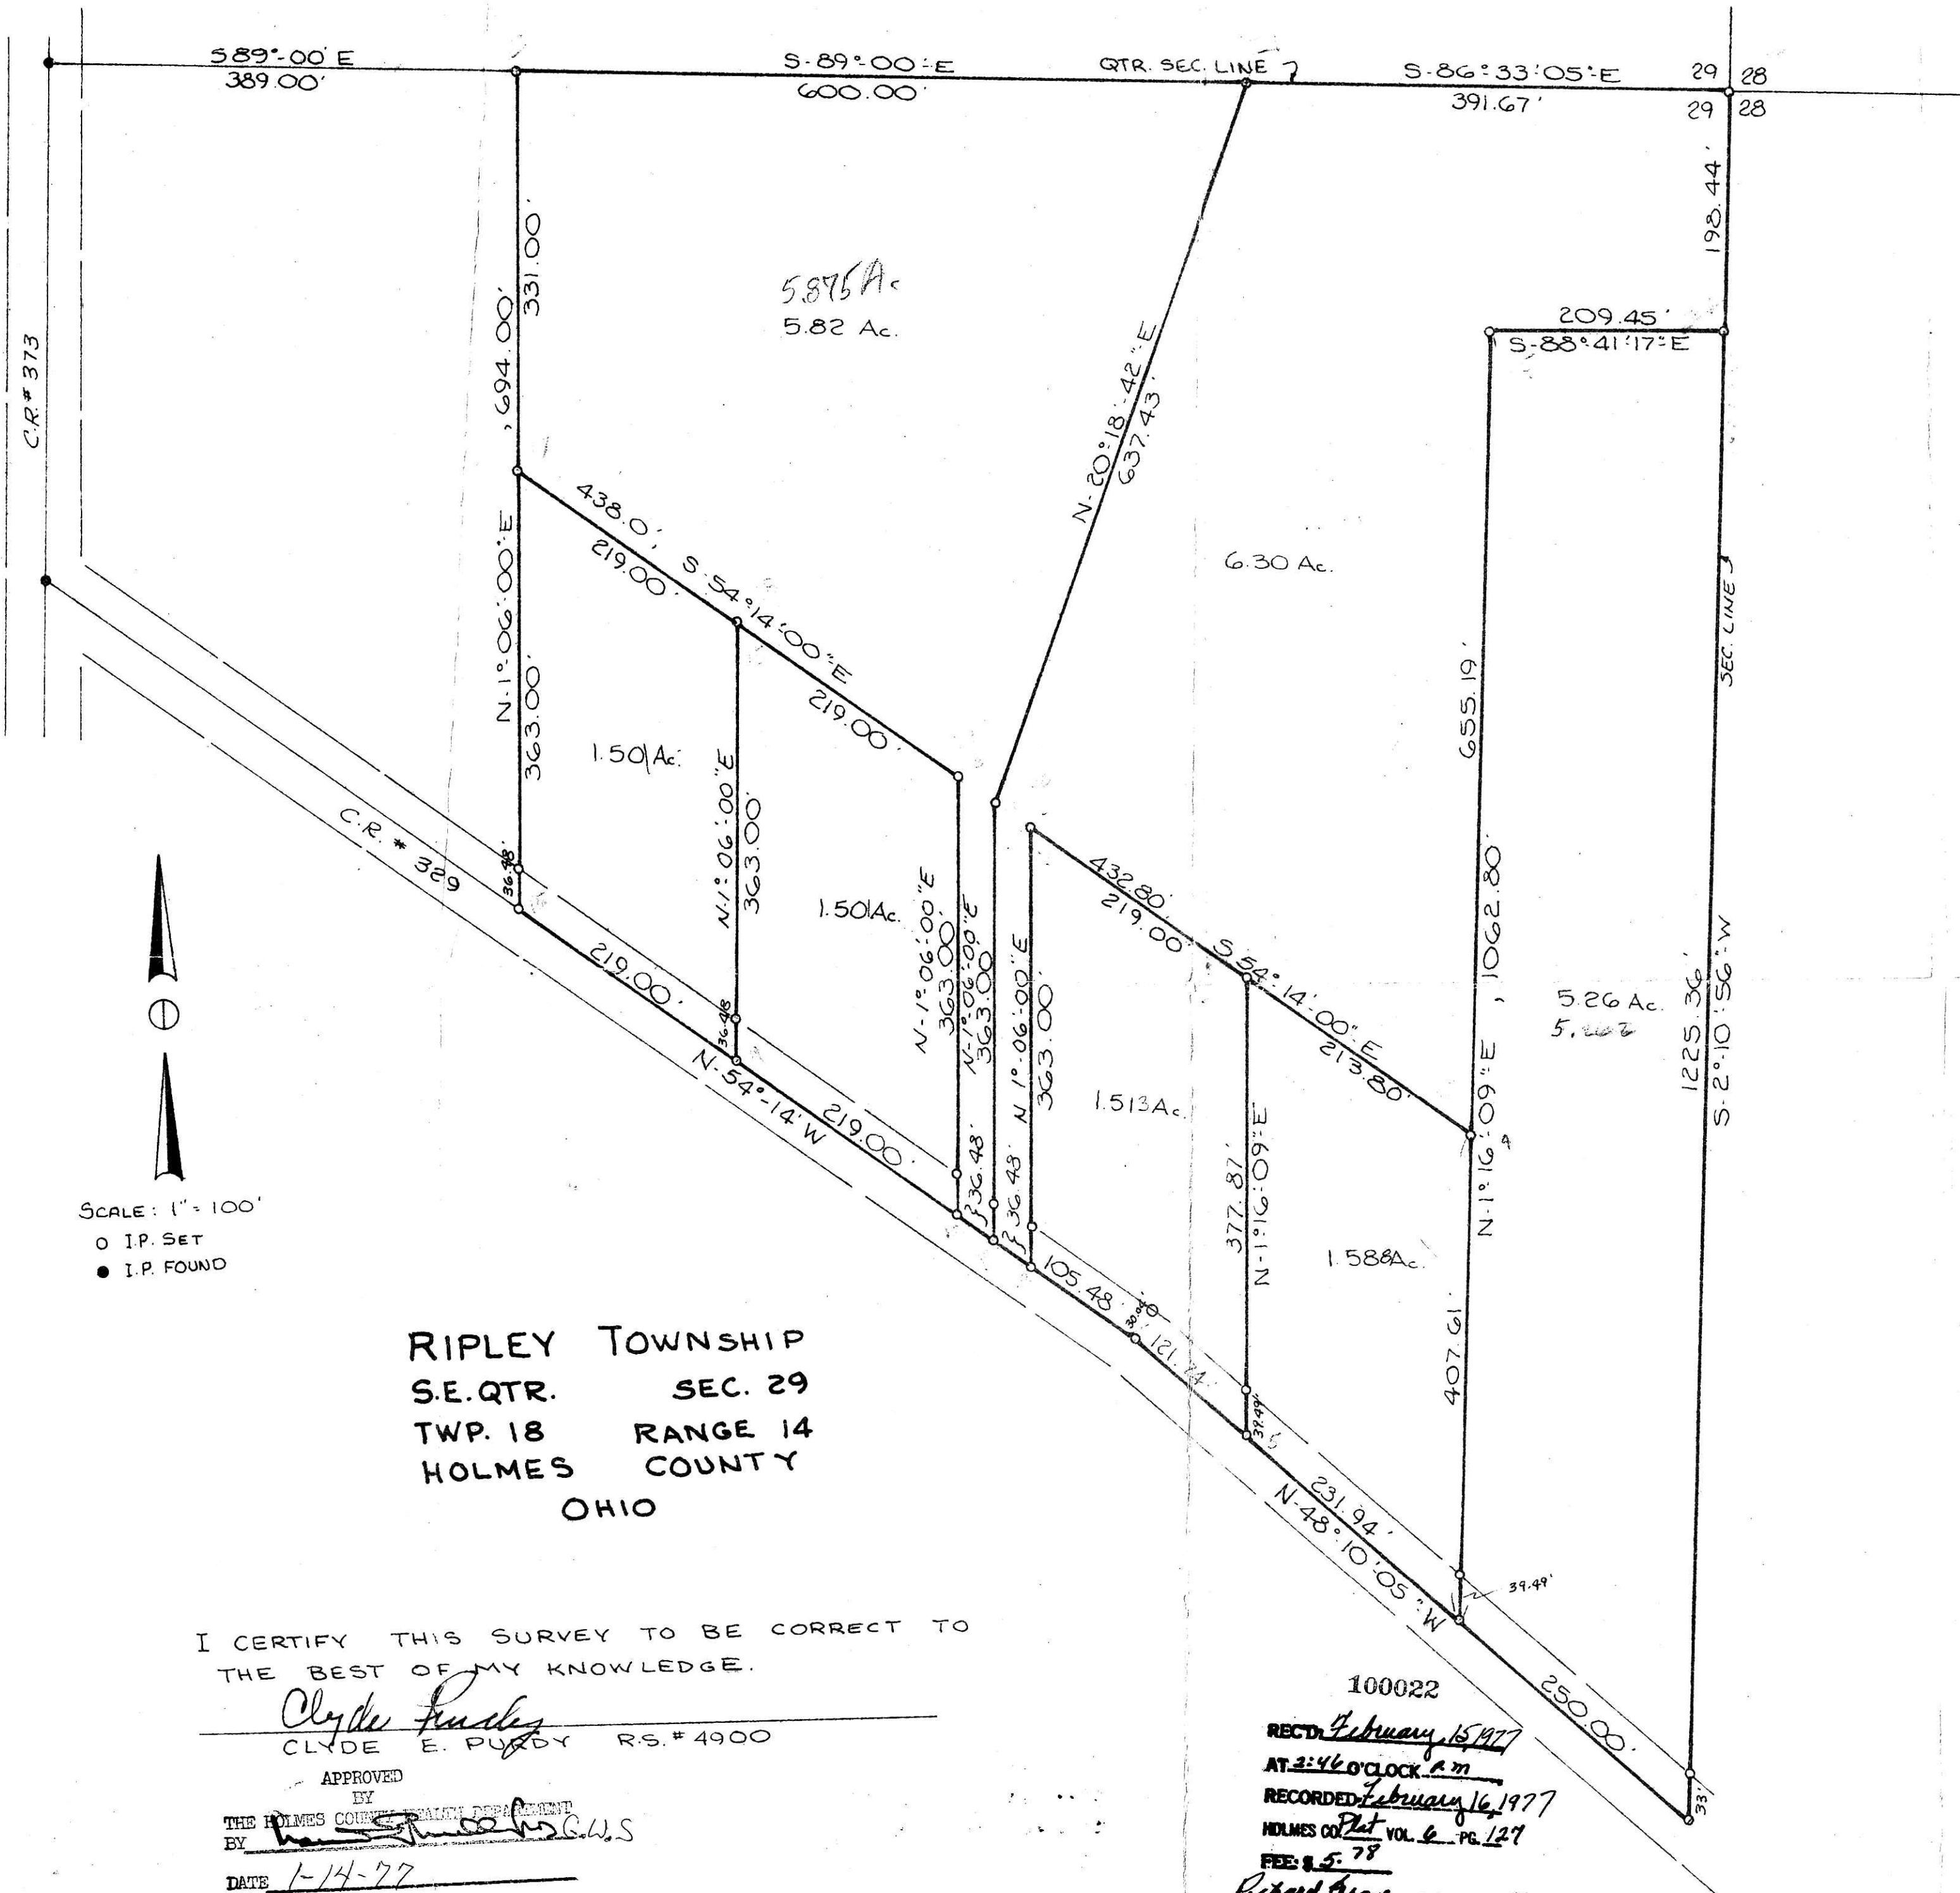 S 89°-00' E
389.00'
S-89°-00'-E
600.00'
QTR. SEC. LINE
S-86°-33'-05"-E
391.67'
29 28
29 28
198.44'
331.00'
, 694.00'
N-1°-06'-00"-E
363.00'
5.875 Ac
5.82 Ac.
C.R.# 373
209.45'
S-88°-41'-17"-E
N-20°-18'-42"-E
637.43'
6.30 Ac.
SEC. LINE
438.0', S-54°-14'-00"-E
219.00'
219.00'
655.19'
N-1°-16'-09"-E , 1062.80'
1.501 Ac.
N-1°-06'-00"E
363.00'
1.501 Ac.
N-1°-06'-00"E
363.00'
N-1°-06'-00"E
363.00'
N 1°-06'-00"E
363.00'
432.80'
219.00'
S 54°-14'-00"-E
213.80'
C.R. # 329
36.48'
219.00'
36.48
N-54°-14' W
219.00'
36.48'
36.48'
5.26 Ac.
1225.36'
S-2°-10'-56"-W
1.513 Ac.
377.87'
N-1°-16'-09"-E
1.588 Ac.
407.61'
105.48'
121.74'
39.49'
231.94'
N-48°-10'-05"-W
39.49'
250.00'
33'
SCALE: 1" = 100'
O I.P. SET
● I.P. FOUND
RIPLEY TOWNSHIP
S.E. QTR. SEC. 29
TWP. 18 RANGE 14
HOLMES COUNTY
OHIO
I CERTIFY THIS SURVEY TO BE CORRECT TO
THE BEST OF MY KNOWLEDGE.
Clyde Purdy
CLYDE E. PURDY R.S.# 4900
APPROVED
BY
THE HOLMES COUNTY HEALTH DEPARTMENT
BY G.W.S
DATE 1-14-77
100022
REC'D. February 15, 1977
AT 2:46 O'CLOCK P.M
RECORDED February 16, 1977
HOLMES CO. Plat VOL. 6 PG. 127
FEE: $ 5.78
Richard